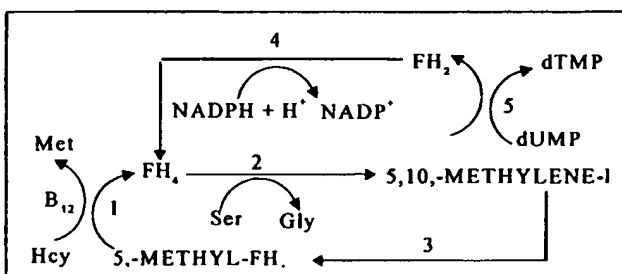 4
FH₂ dTMP
NADPH + H⁺ NADP⁺ 5
dUMP
Met
FH₄ 2 5,10,-METHYLENE-
B₁₂ 1 Ser Gly
3
Hcy 5,-METHYL-FH